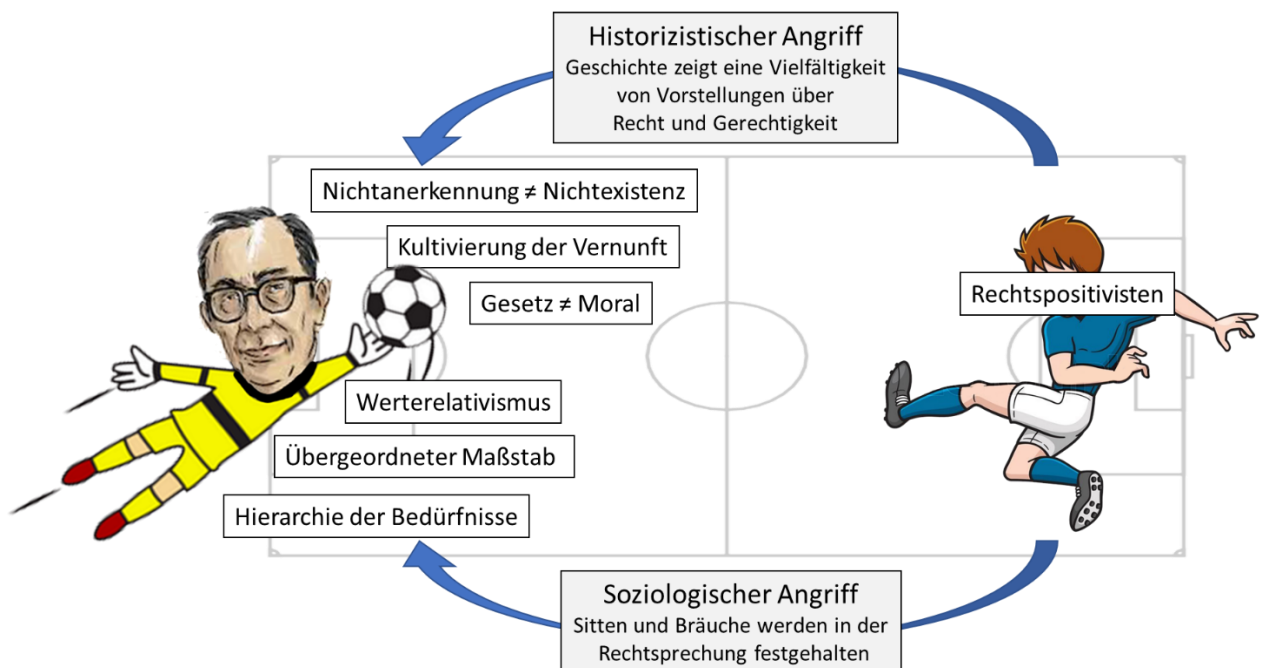 Historizistischer Angriff
Geschichte zeigt eine Vielfältigkeit
von Vorstellungen über
Recht und Gerechtigkeit
Nichtanerkennung ≠ Nichtexistenz
Kultivierung der Vernunft
Gesetz ≠ Moral
Rechtspositivisten
Werterelativismus
Übergeordneter Maßstab
Hierarchie der Bedürfnisse
Soziologischer Angriff
Sitten und Bräuche werden in der
Rechtsprechung festgehalten